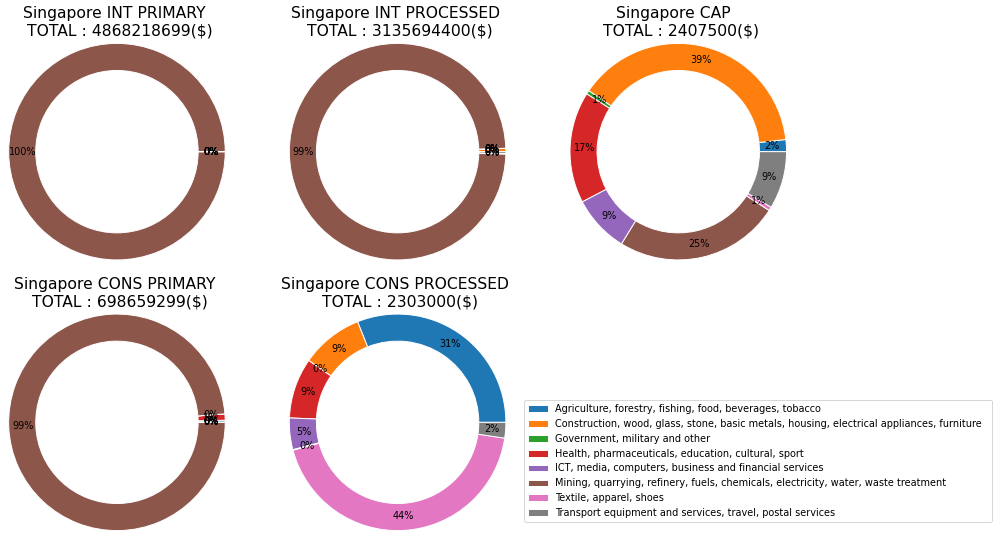 Singapore INT PRIMARY
TOTAL : 4868218699($)
100%
0%
Singapore INT PROCESSED
TOTAL : 3135694400($)
99%
0%
0%
Singapore CAP
TOTAL : 2407500($)
39%
1%
2%
17%
9%
9%
1%
25%
Singapore CONS PRIMARY
TOTAL : 698659299($)
99%
0%
0%
Singapore CONS PROCESSED
TOTAL : 2303000($)
31%
9%
0%
9%
5%
0%
2%
44%
Agriculture, forestry, fishing, food, beverages, tobacco
Construction, wood, glass, stone, basic metals, housing, electrical appliances, furniture
Government, military and other
Health, pharmaceuticals, education, cultural, sport
ICT, media, computers, business and financial services
Mining, quarrying, refinery, fuels, chemicals, electricity, water, waste treatment
Textile, apparel, shoes
Transport equipment and services, travel, postal services